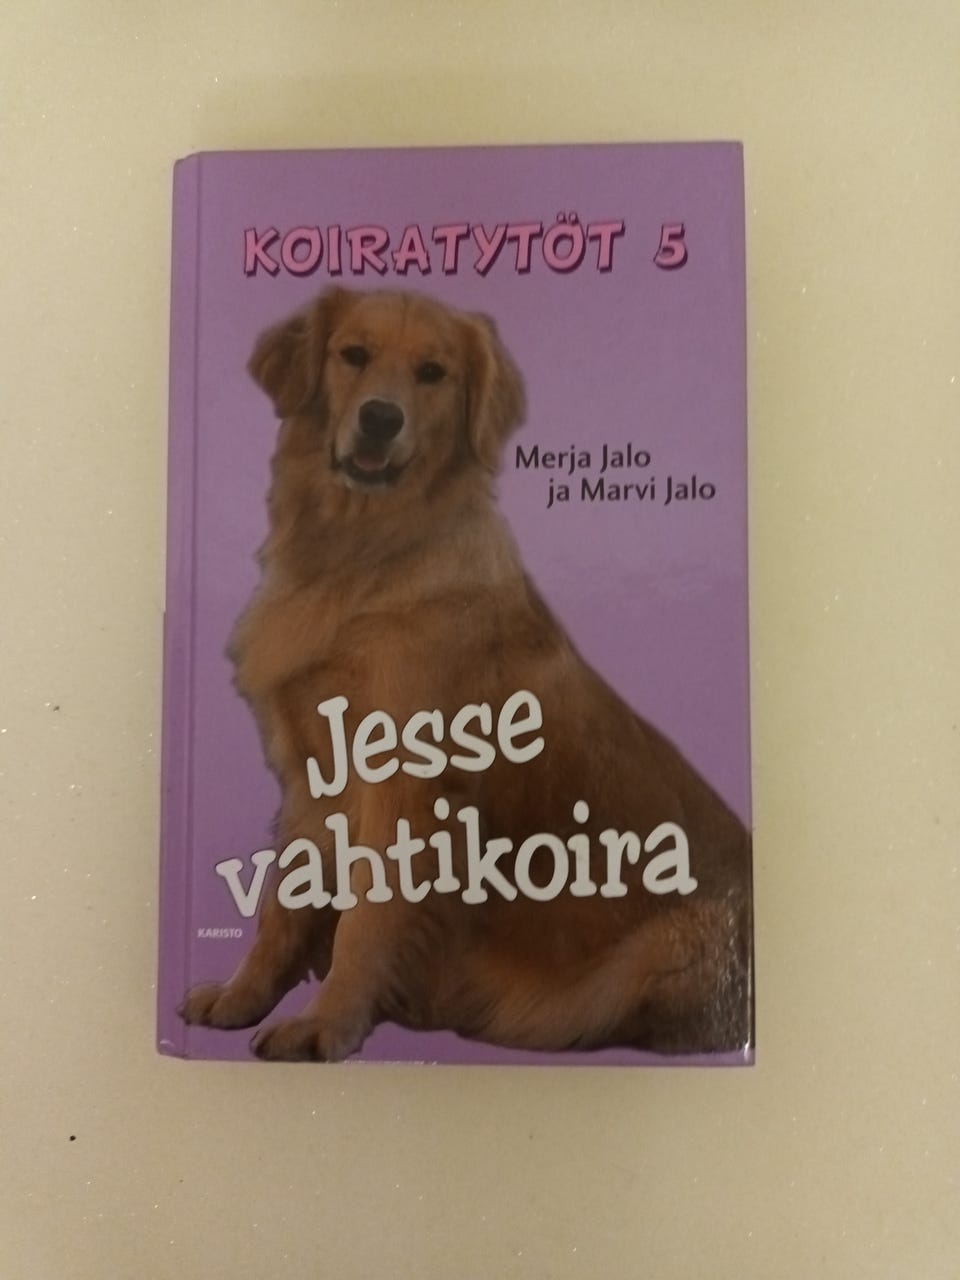 KOIRATYTÖT 5
Merja Jalo
ja Marvi Jalo
Jesse
vahtikoira
KARISTO